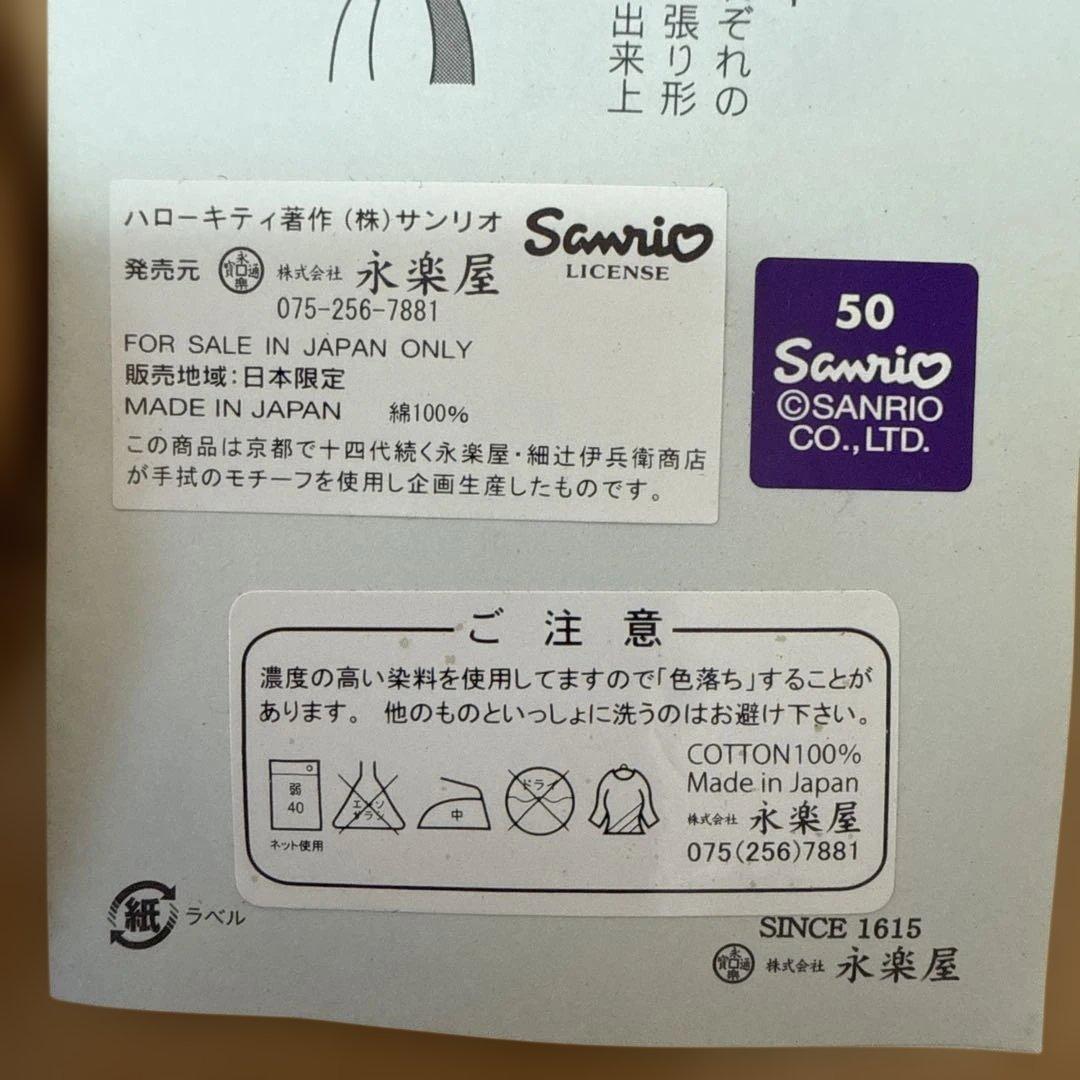 ぞれの
張り形
出来上
ハローキティ著作（株）サンリオ
Sanrio
LICENSE
発売元 株式会社 永楽屋
075-256-7881
FOR SALE IN JAPAN ONLY
販売地域：日本限定
MADE IN JAPAN 綿100%
この商品は京都で十四代続く永楽屋・細辻伊兵衛商店
が手拭のモチーフを使用し企画生産したものです。
50
Sanrio
©SANRIO
CO.,LTD.
ご注意
濃度の高い染料を使用してますので「色落ち」することが
あります。 他のものといっしょに洗うのはお避け下さい。
弱
40
ネット使用
エンソ
サラシ
中
ドライ
COTTON100%
Made in Japan
株式会社 永楽屋
075(256)7881
紙 ラベル
SINCE 1615
株式会社 永楽屋